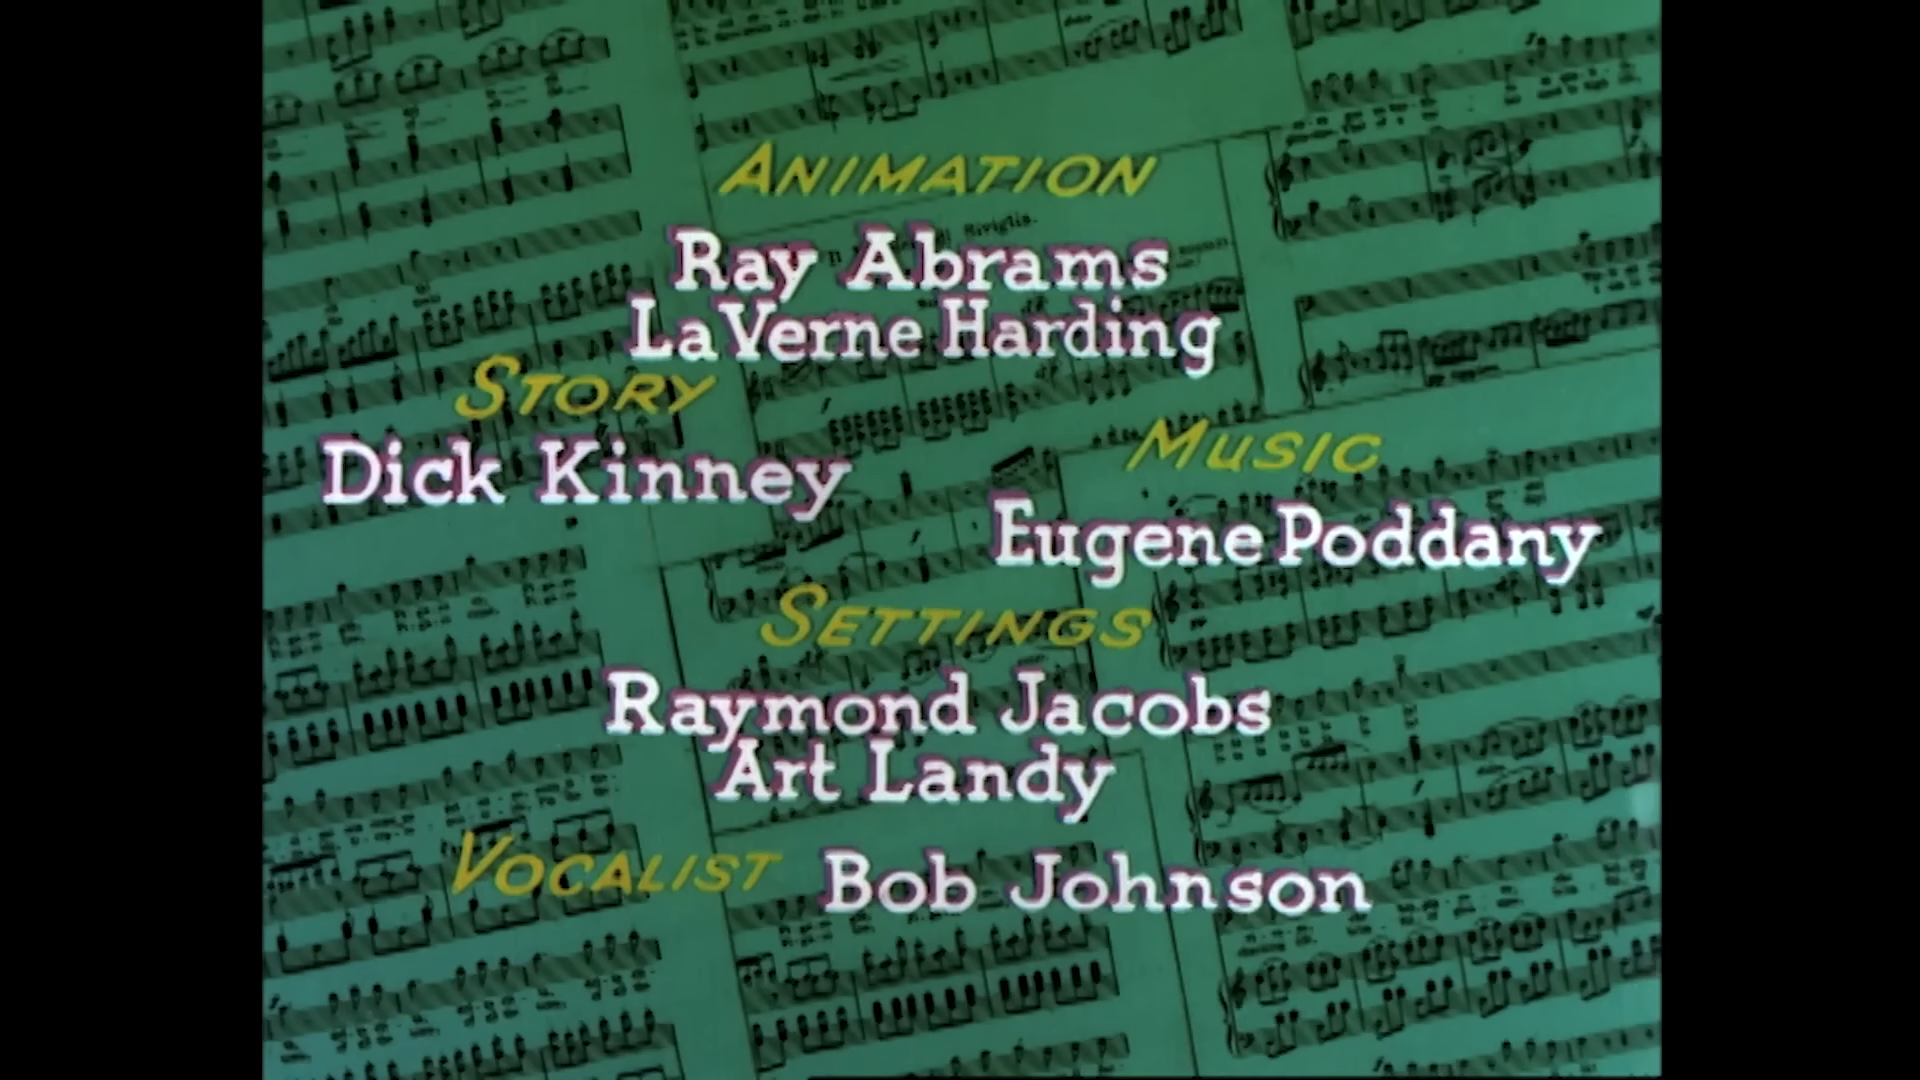 ANIMATION
Ray Abrams
LaVerne Harding
STORY
Dick Kinney
MUSIC
Eugene Poddany
SETTINGS
Raymond Jacobs
Art Landy
VOCALIST Bob Johnson